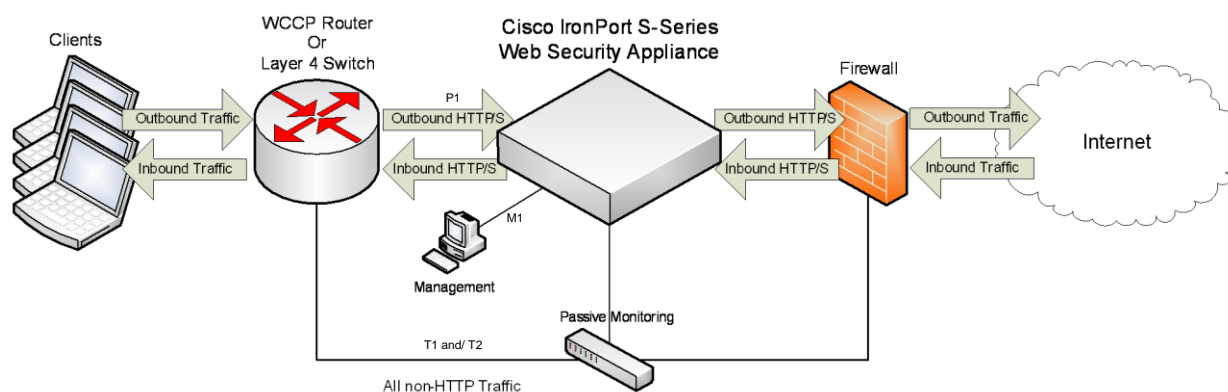 Clients
WCCP Router
Or
Layer 4 Switch
Cisco IronPort S-Series
Web Security Appliance
Firewall
Internet
P1
Outbound Traffic
Outbound HTTP/S
Outbound HTTP/S
Outbound Traffic
Inbound Traffic
Inbound HTTP/S
Inbound HTTP/S
Inbound Traffic
M1
Management
Passive Monitoring
T1 and/ T2
All non-HTTP Traffic